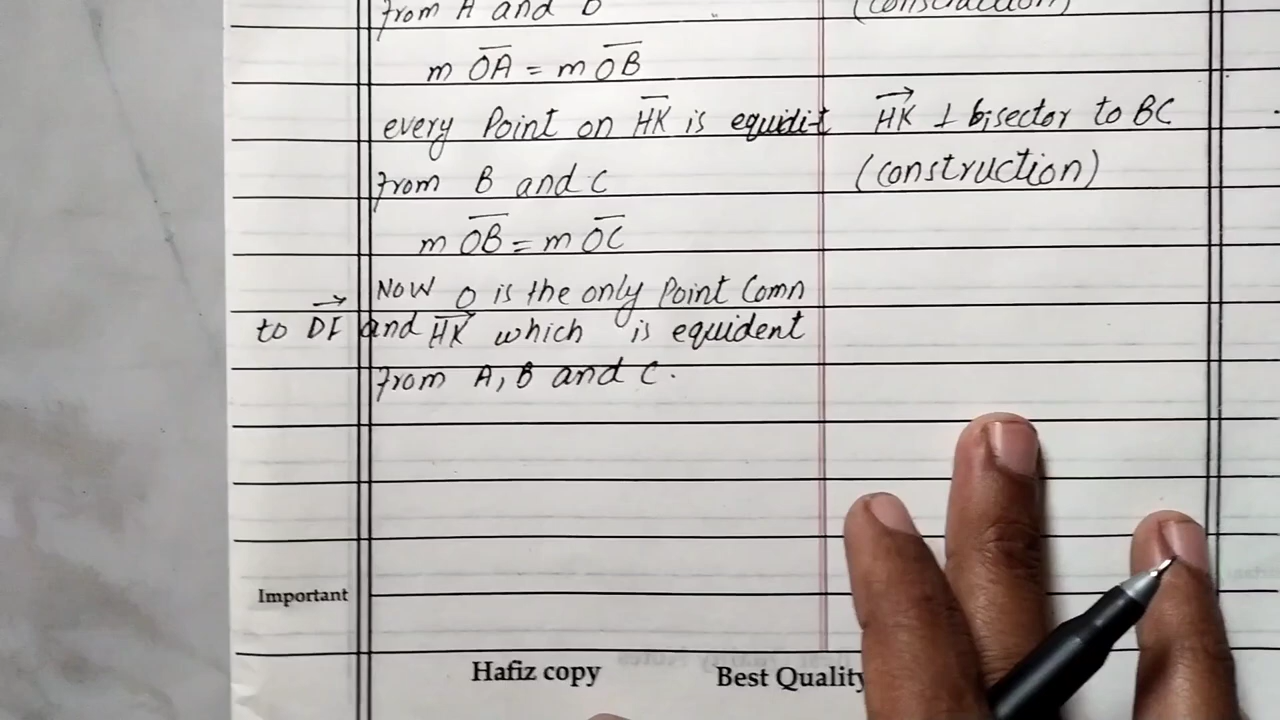 from A and B (construction)
m OA = m OB
every Point on HK is equidi-t HK ⊥ bisector to BC
from B and C (construction)
m OB = m OC
Now O is the only Point Comn
to DF and HK which is equident
from A, B and C.
Important
Hafiz copy Best Quality